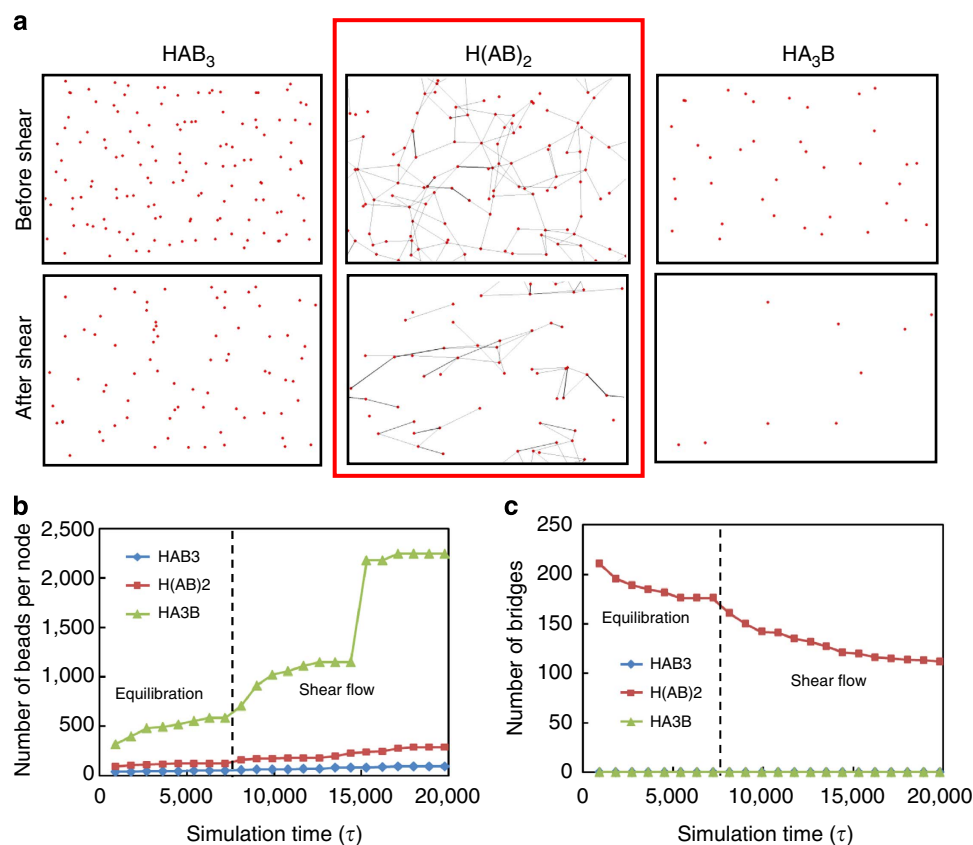 a
HAB₃
H(AB)₂
HA₃B
Before shear
After shear
b
Number of beads per node
2,500
2,000
1,500
1,000
500
0
HAB3
H(AB)2
HA3B
Equilibration
Shear flow
0
5,000
10,000
15,000
20,000
Simulation time (τ)
c
Number of bridges
250
200
150
100
50
0
Equilibration
HAB3
H(AB)2
HA3B
Shear flow
0
5,000
10,000
15,000
20,000
Simulation time (τ)